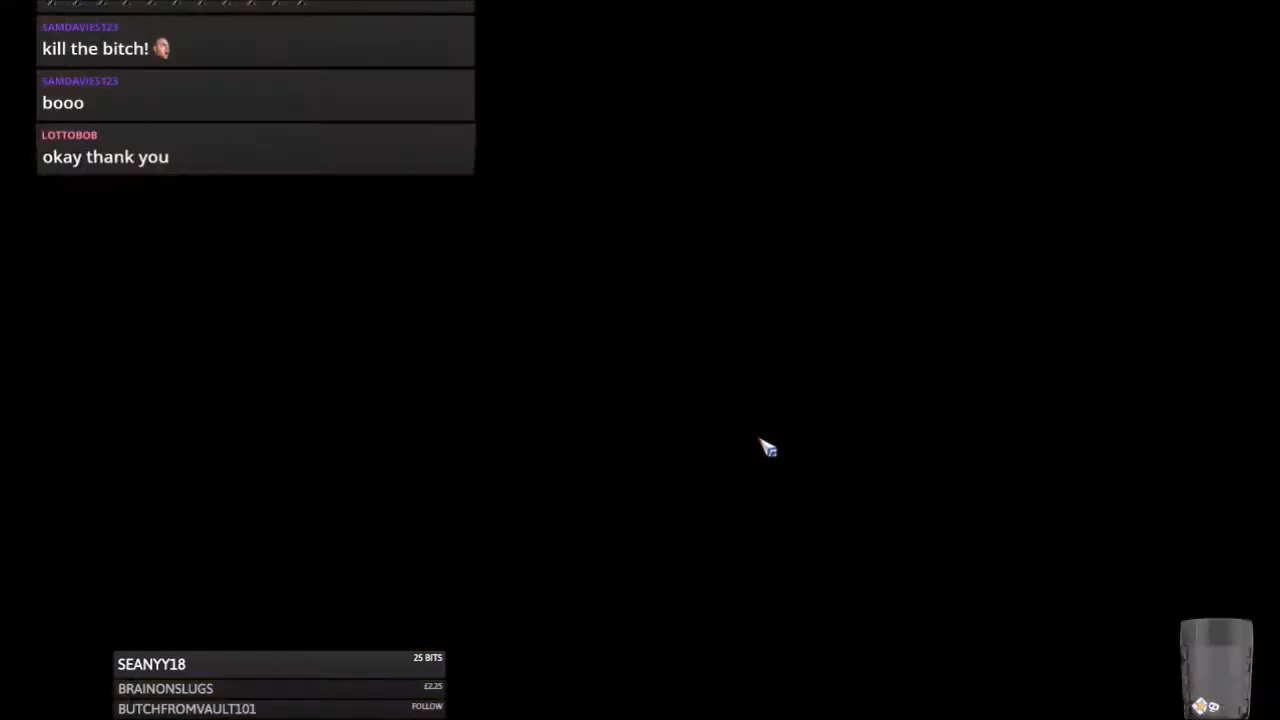 SAMDAVIES123
kill the bitch!
SAMDAVIES123
booo
LOTTOBOB
okay thank you
SEANYY18 25 BITS
BRAINONSLUGS £2.25
BUTCHFROMVAULT101 FOLLOW